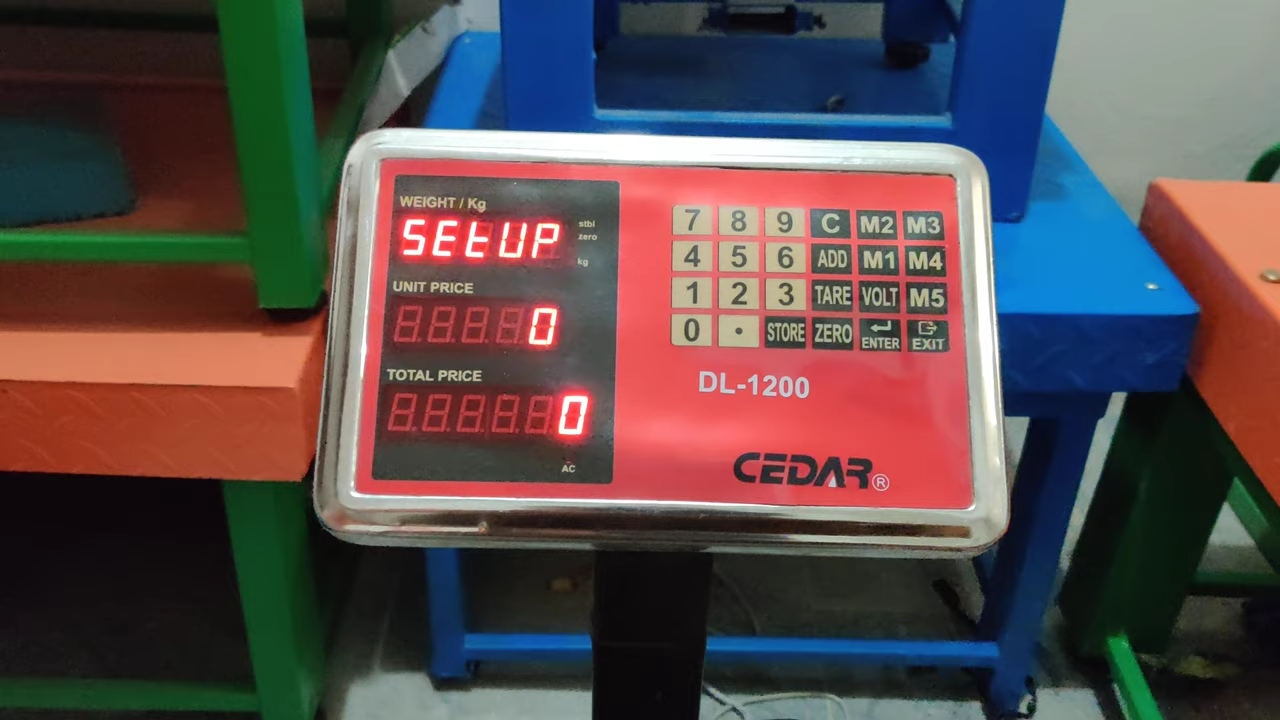 WEIGHT / Kg
SEtUP
stbl
zero
kg
UNIT PRICE
0
TOTAL PRICE
0
AC
7 8 9 C M2 M3
4 5 6 ADD M1 M4
1 2 3 TARE VOLT M5
0 . STORE ZERO ENTER EXIT
DL-1200
CEDAR®